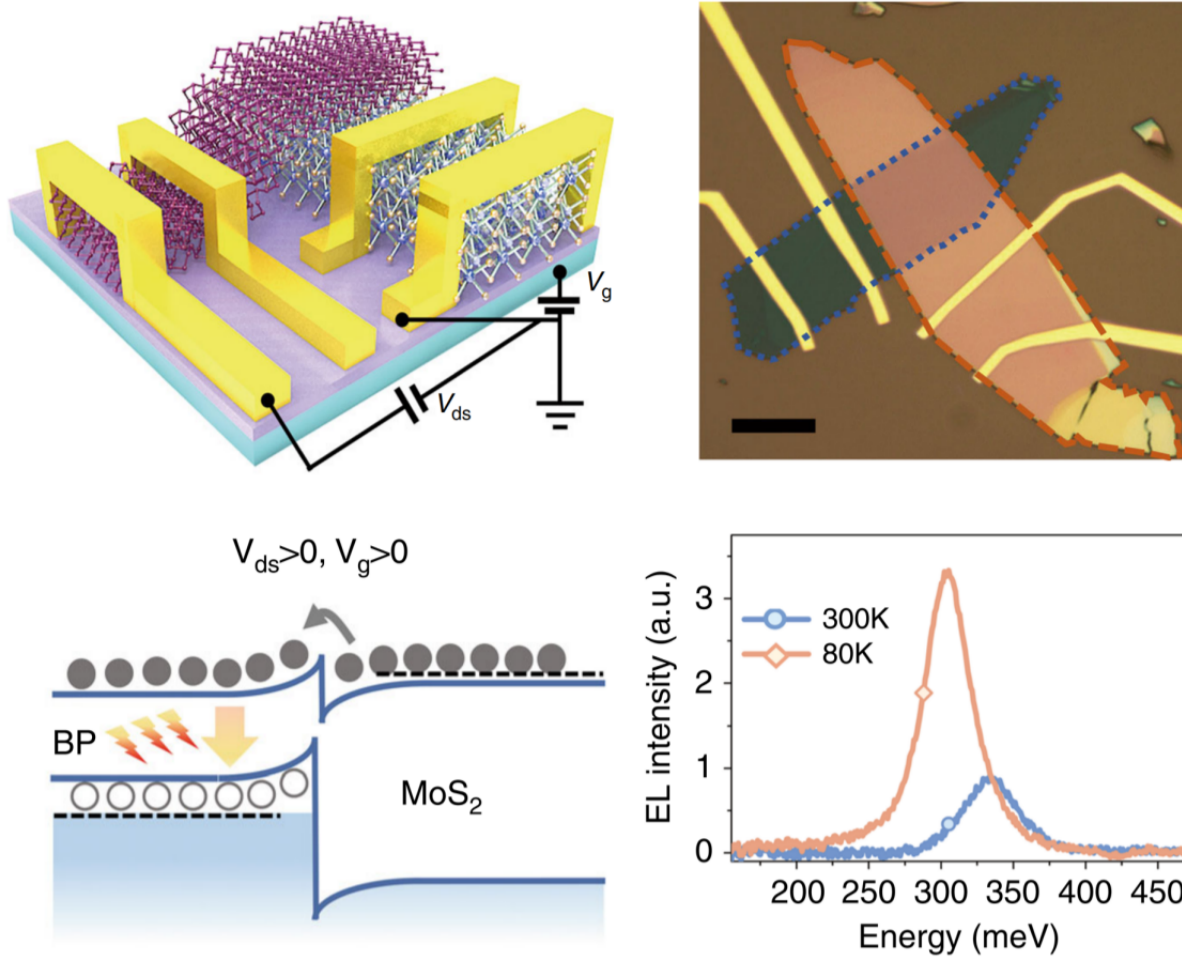 V_g
V_ds
V_ds>0, V_g>0
BP
MoS_2
EL intensity (a.u.)
3
2
1
0
300K
80K
200 250 300 350 400 450
Energy (meV)